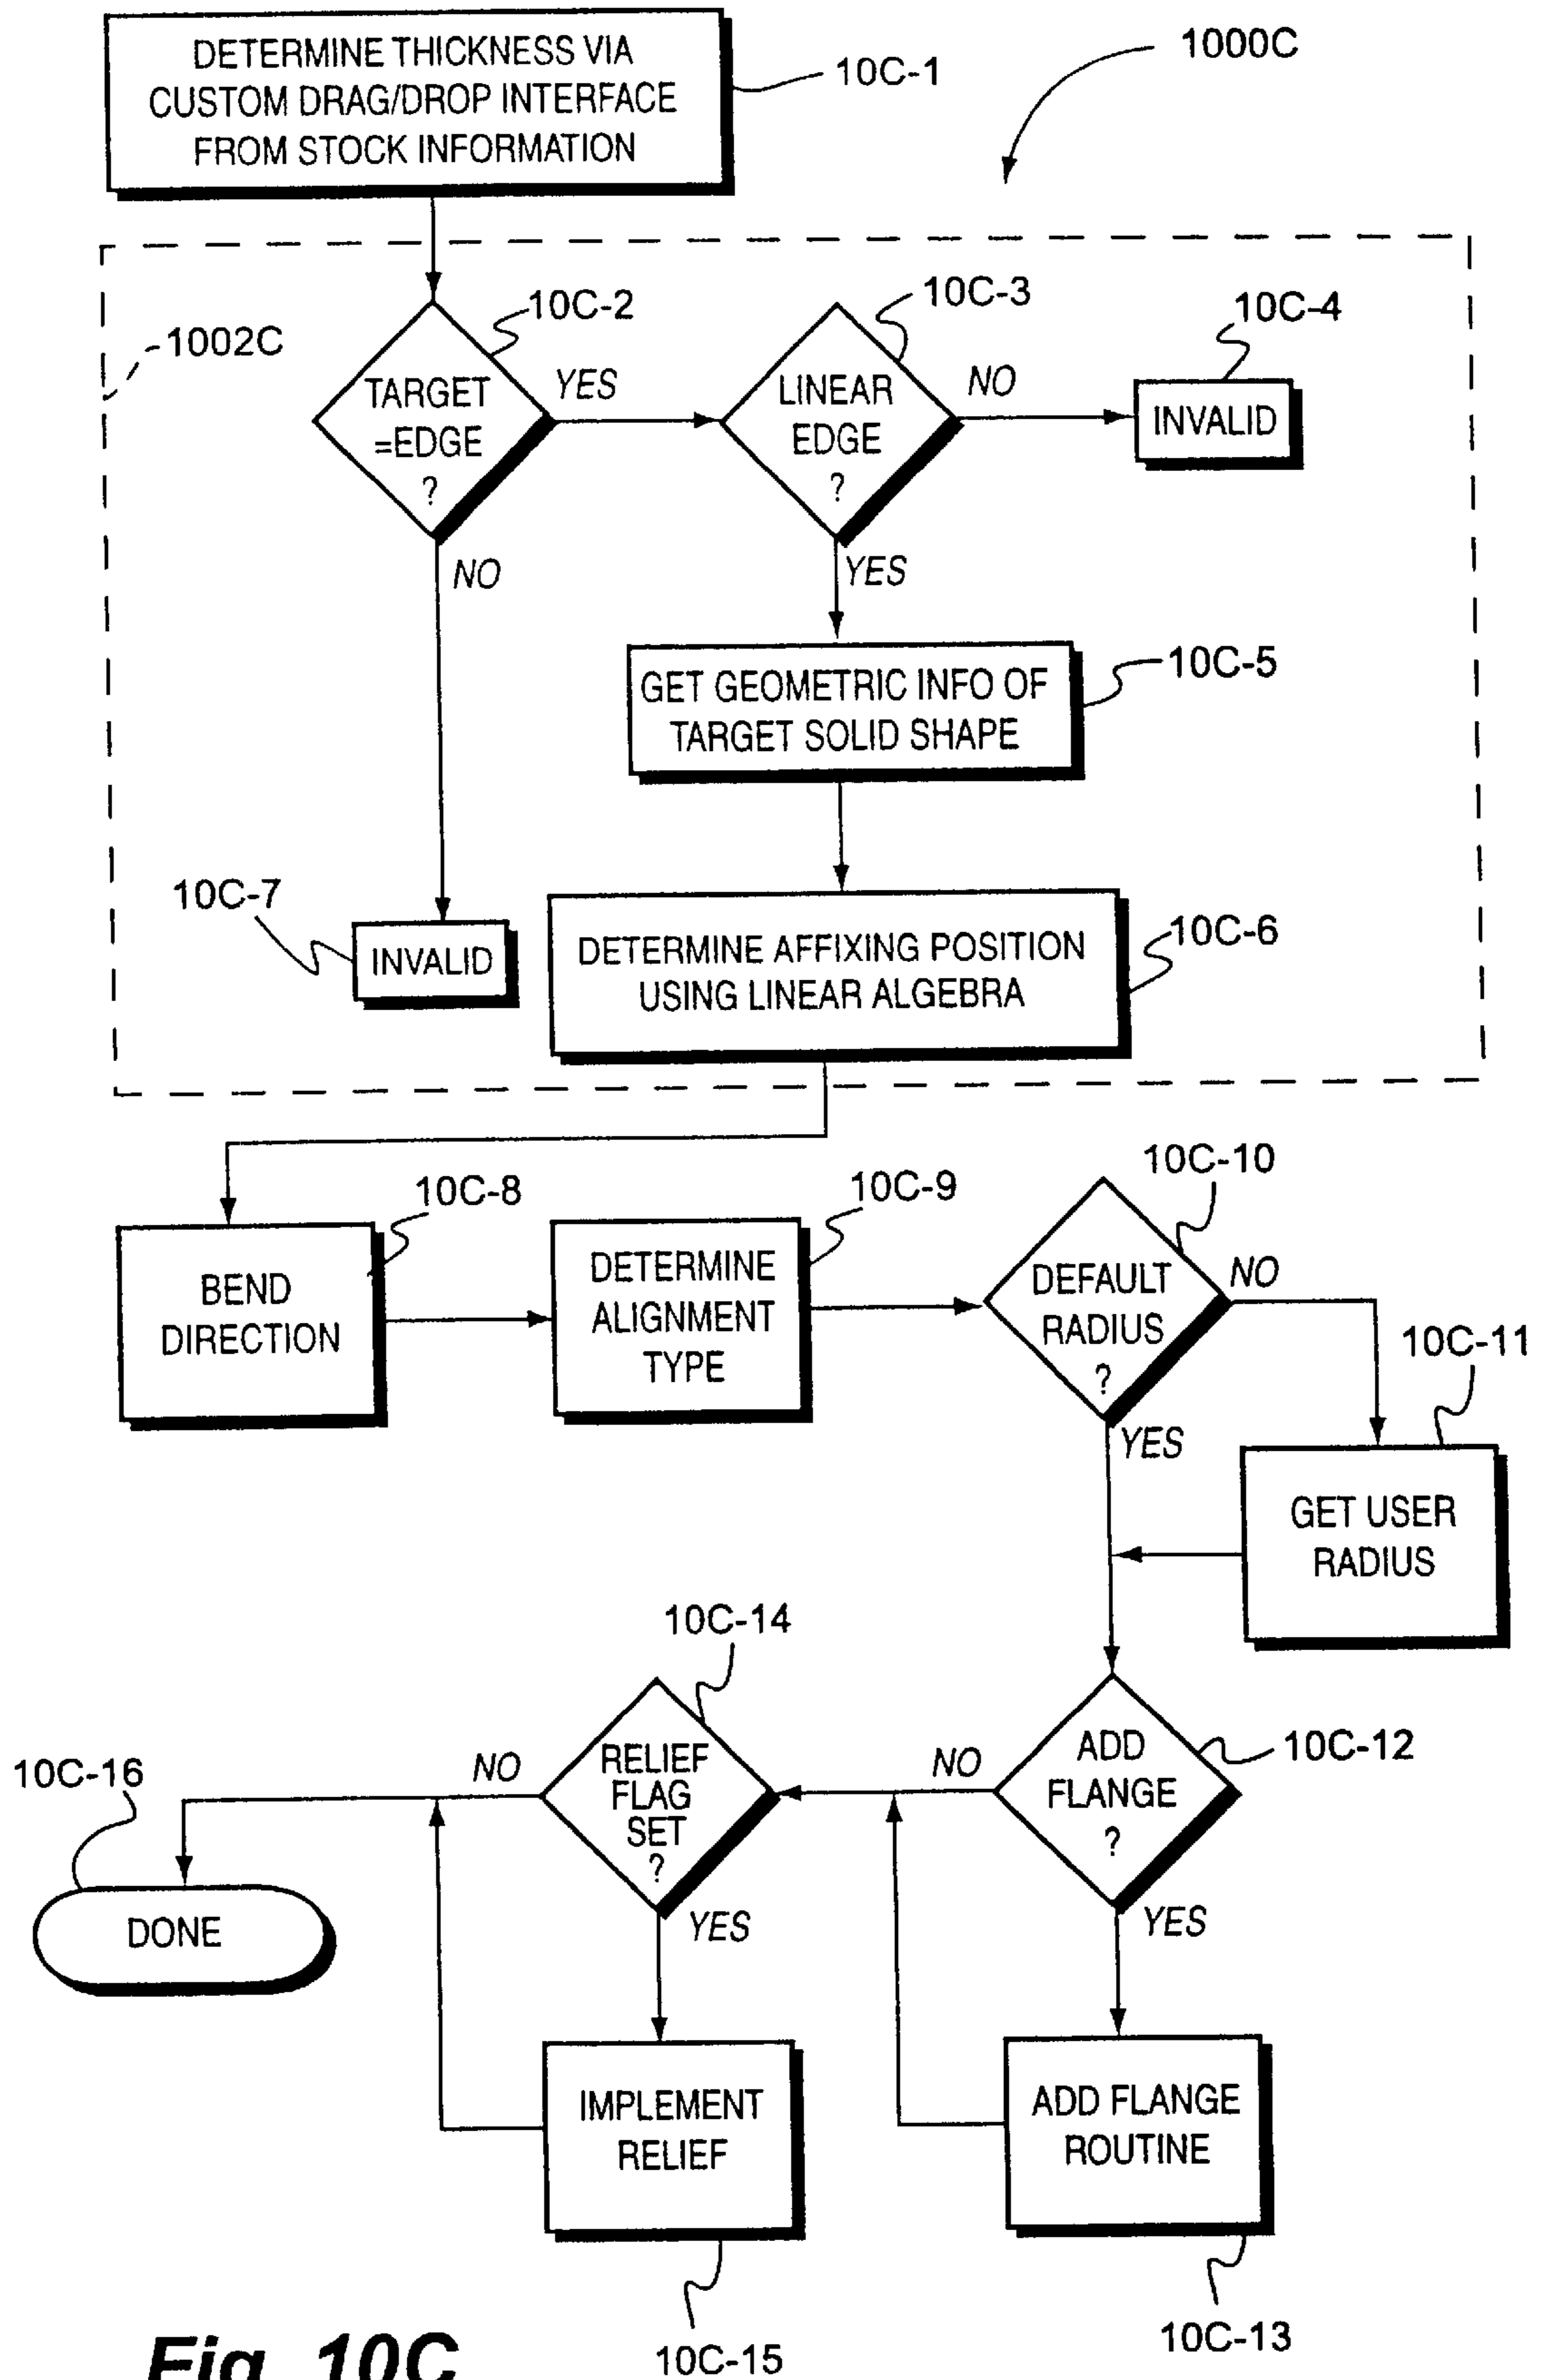 DETERMINE THICKNESS VIA
CUSTOM DRAG/DROP INTERFACE
FROM STOCK INFORMATION
10C-1
1000C
1002C
10C-2
TARGET
=EDGE
?
YES
NO
10C-3
LINEAR
EDGE
?
NO
YES
10C-4
INVALID
GET GEOMETRIC INFO OF
TARGET SOLID SHAPE
10C-5
10C-7
INVALID
DETERMINE AFFIXING POSITION
USING LINEAR ALGEBRA
10C-6
10C-8
BEND
DIRECTION
10C-9
DETERMINE
ALIGNMENT
TYPE
10C-10
DEFAULT
RADIUS
?
NO
YES
10C-11
GET USER
RADIUS
10C-12
ADD
FLANGE
?
NO
YES
10C-14
RELIEF
FLAG
SET
?
NO
YES
10C-16
DONE
IMPLEMENT
RELIEF
10C-15
ADD FLANGE
ROUTINE
10C-13
Fig. 10C